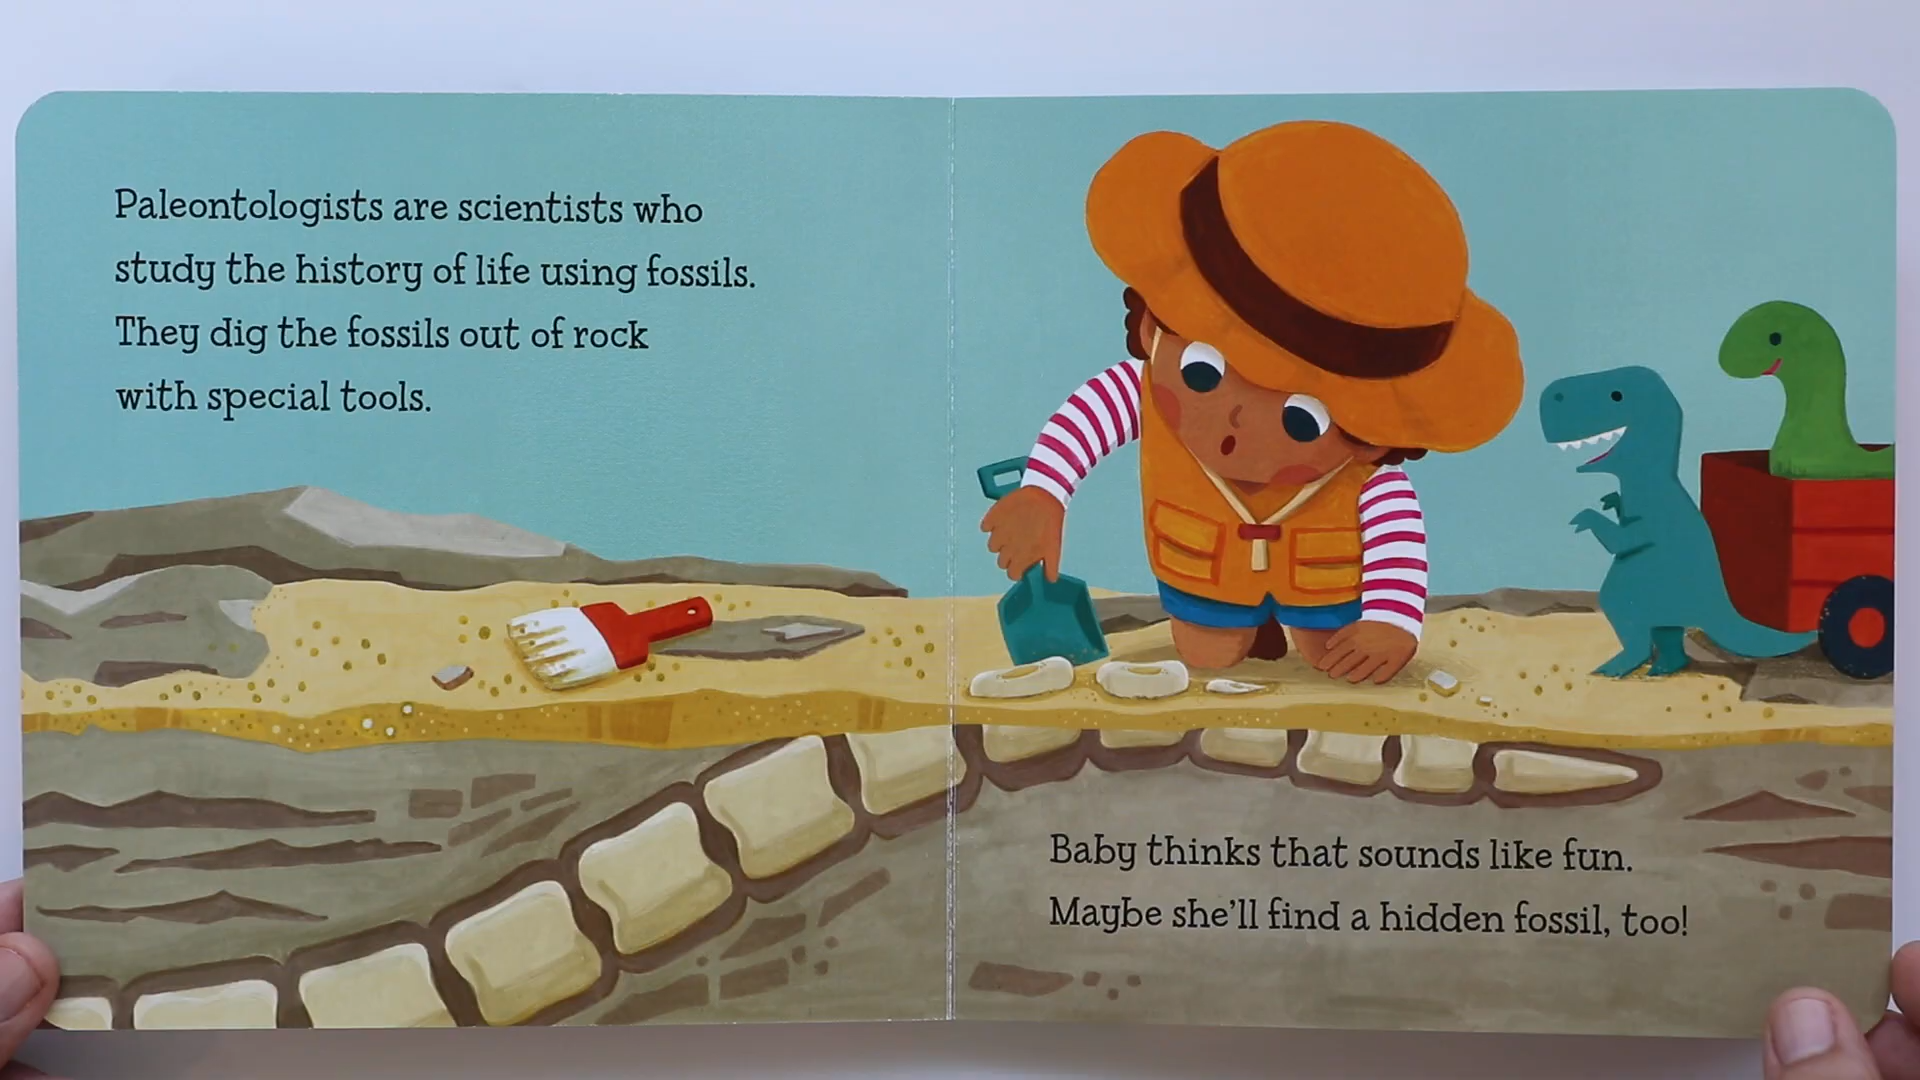 Paleontologists are scientists who
study the history of life using fossils.
They dig the fossils out of rock
with special tools.
Baby thinks that sounds like fun.
Maybe she'll find a hidden fossil, too!